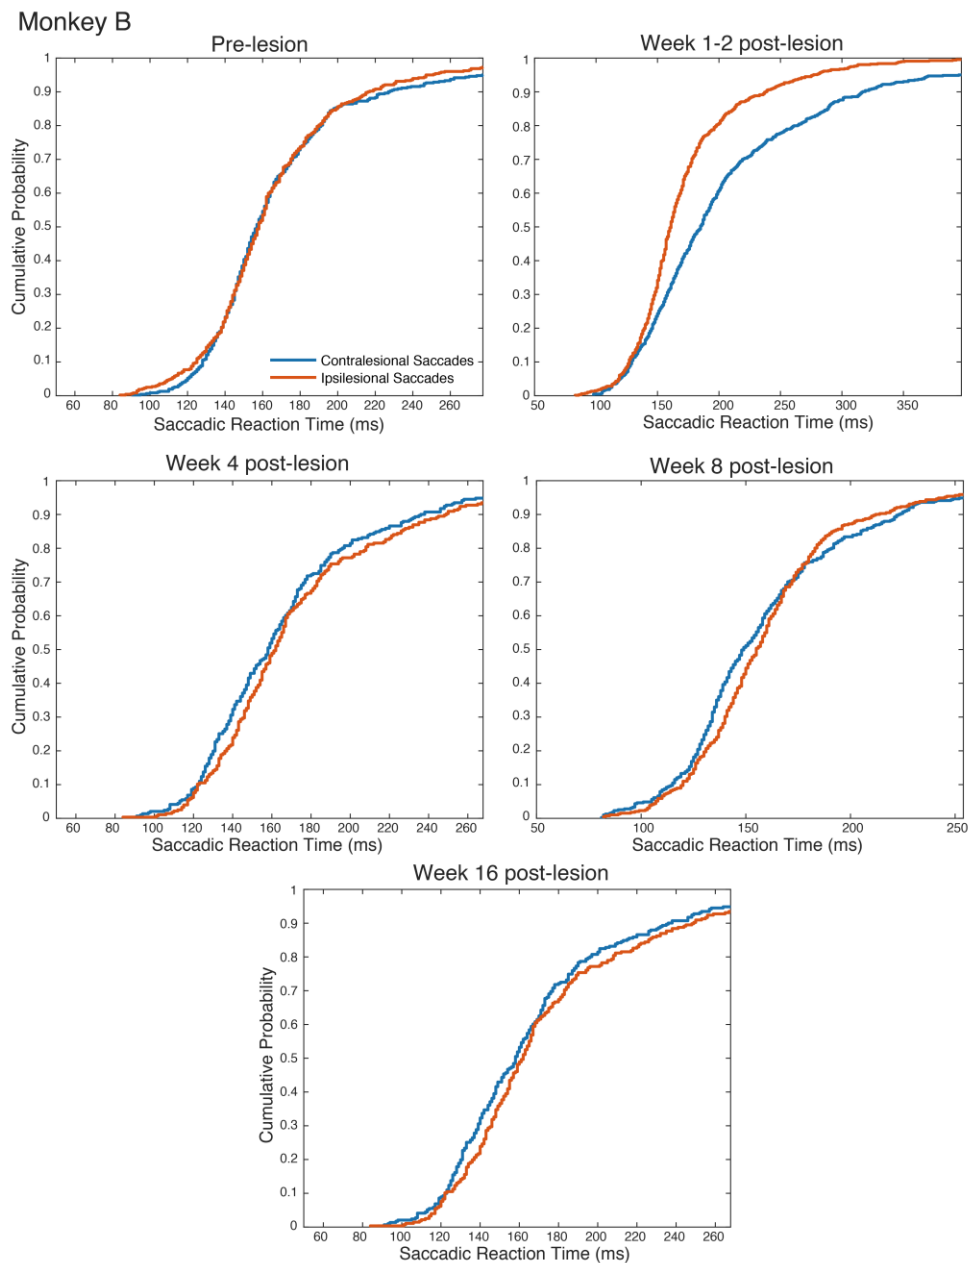 Monkey B
Pre-lesion
1
0.9
0.8
0.7
0.6
0.5
0.4
0.3
0.2
0.1
0
Cumulative Probability
Contralesional Saccades
Ipsilesional Saccades
60 80 100 120 140 160 180 200 220 240 260
Saccadic Reaction Time (ms)
Week 1-2 post-lesion
1
0.9
0.8
0.7
0.6
0.5
0.4
0.3
0.2
0.1
0
50 100 150 200 250 300 350
Saccadic Reaction Time (ms)
Week 4 post-lesion
1
0.9
0.8
0.7
0.6
0.5
0.4
0.3
0.2
0.1
0
Cumulative Probability
60 80 100 120 140 160 180 200 220 240 260
Saccadic Reaction Time (ms)
Week 8 post-lesion
1
0.9
0.8
0.7
0.6
0.5
0.4
0.3
0.2
0.1
0
50 100 150 200 250
Saccadic Reaction Time (ms)
Week 16 post-lesion
1
0.9
0.8
0.7
0.6
0.5
0.4
0.3
0.2
0.1
0
Cumulative Probability
60 80 100 120 140 160 180 200 220 240 260
Saccadic Reaction Time (ms)